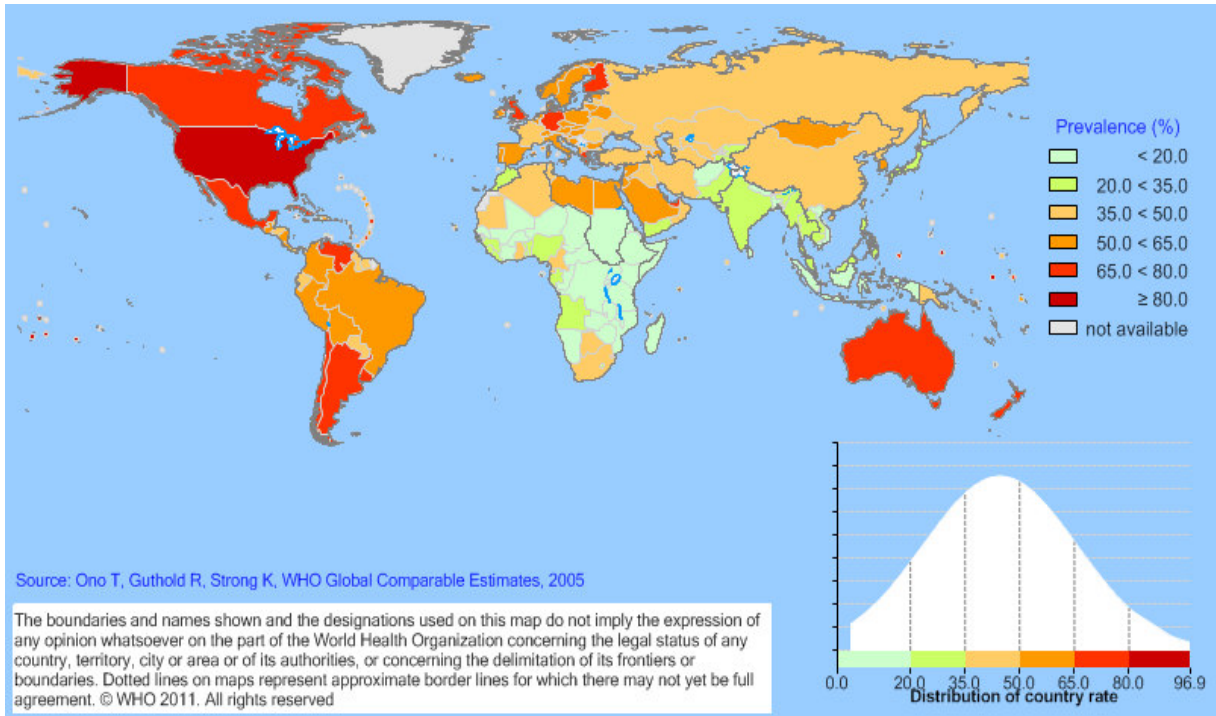 Prevalence (%)
< 20.0
20.0 < 35.0
35.0 < 50.0
50.0 < 65.0
65.0 < 80.0
≥ 80.0
not available
Source: Ono T, Guthold R, Strong K, WHO Global Comparable Estimates, 2005
The boundaries and names shown and the designations used on this map do not imply the expression of
any opinion whatsoever on the part of the World Health Organization concerning the legal status of any
country, territory, city or area or of its authorities, or concerning the delimitation of its frontiers or
boundaries. Dotted lines on maps represent approximate border lines for which there may not yet be full
agreement. © WHO 2011. All rights reserved
0.0 20.0 35.0 50.0 65.0 80.0 96.9
Distribution of country rate